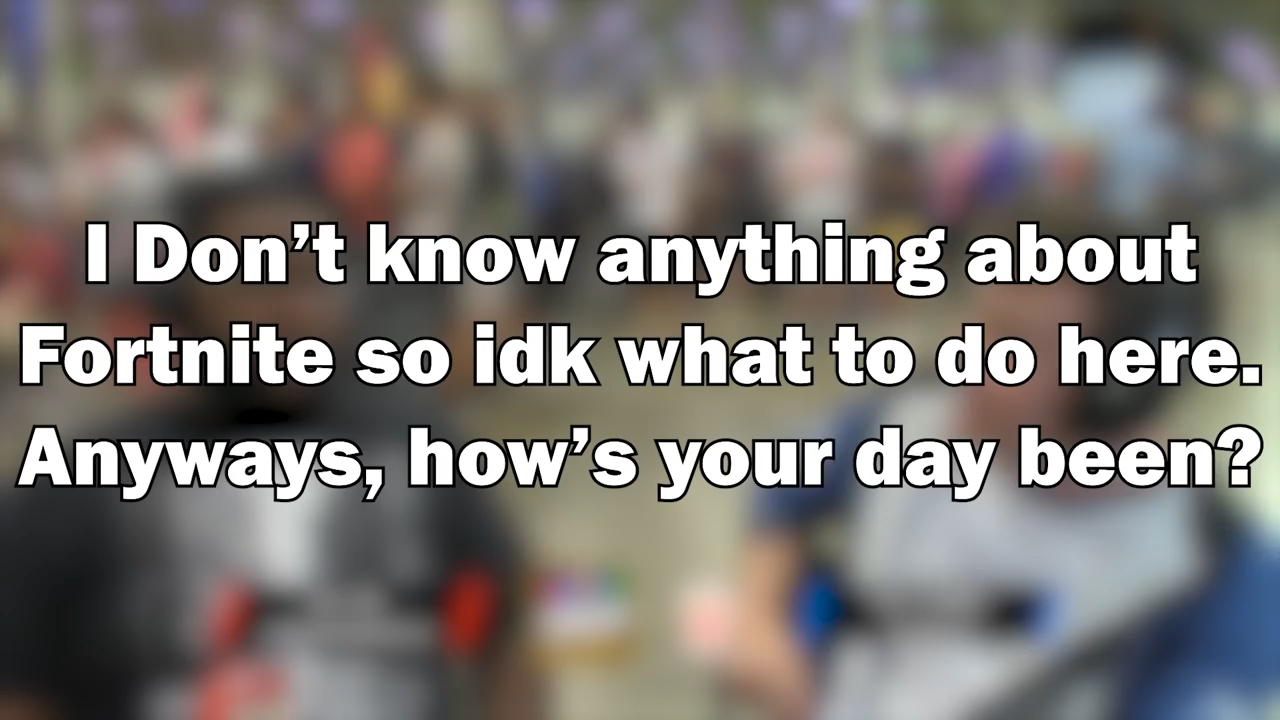 I Don’t know anything about
Fortnite so idk what to do here.
Anyways, how’s your day been?